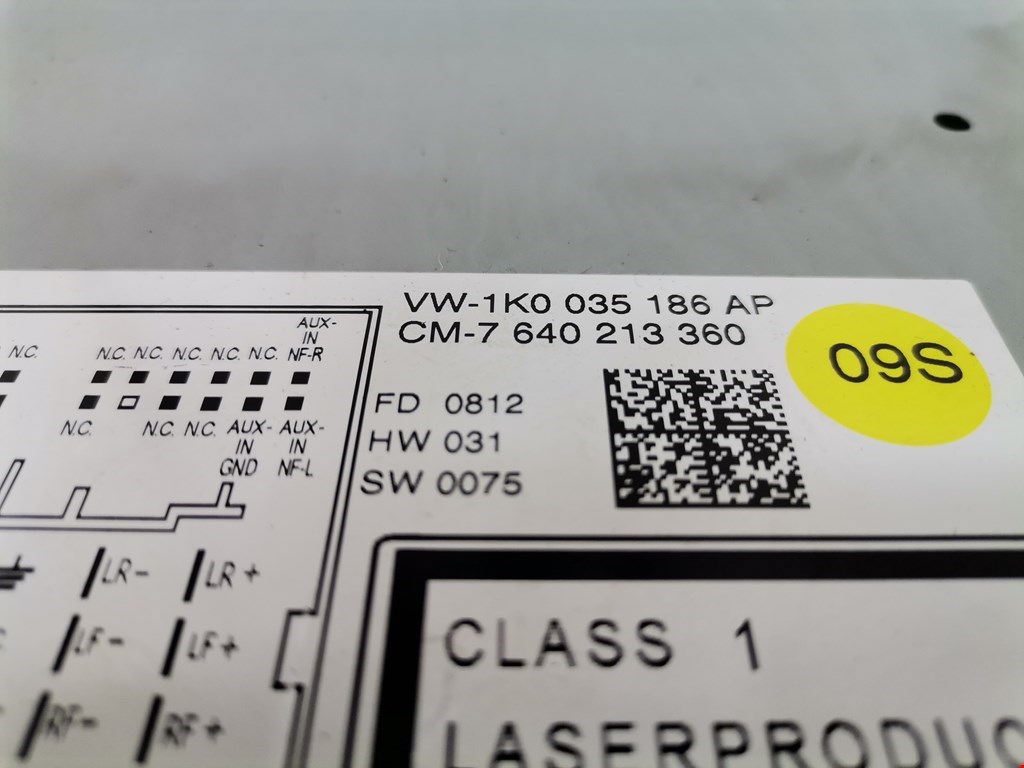 VW-1K0 035 186 AP
CM-7 640 213 360
09S
FD 0812
HW 031
SW 0075
AUX-
IN
N.C. N.C. N.C. N.C. N.C. N.C. NF-R
N.C. N.C. N.C. AUX- AUX-
IN IN
GND NF-L
LR- LR+
LF- LF+
RF- RF+
CLASS 1
LASERPRODUC